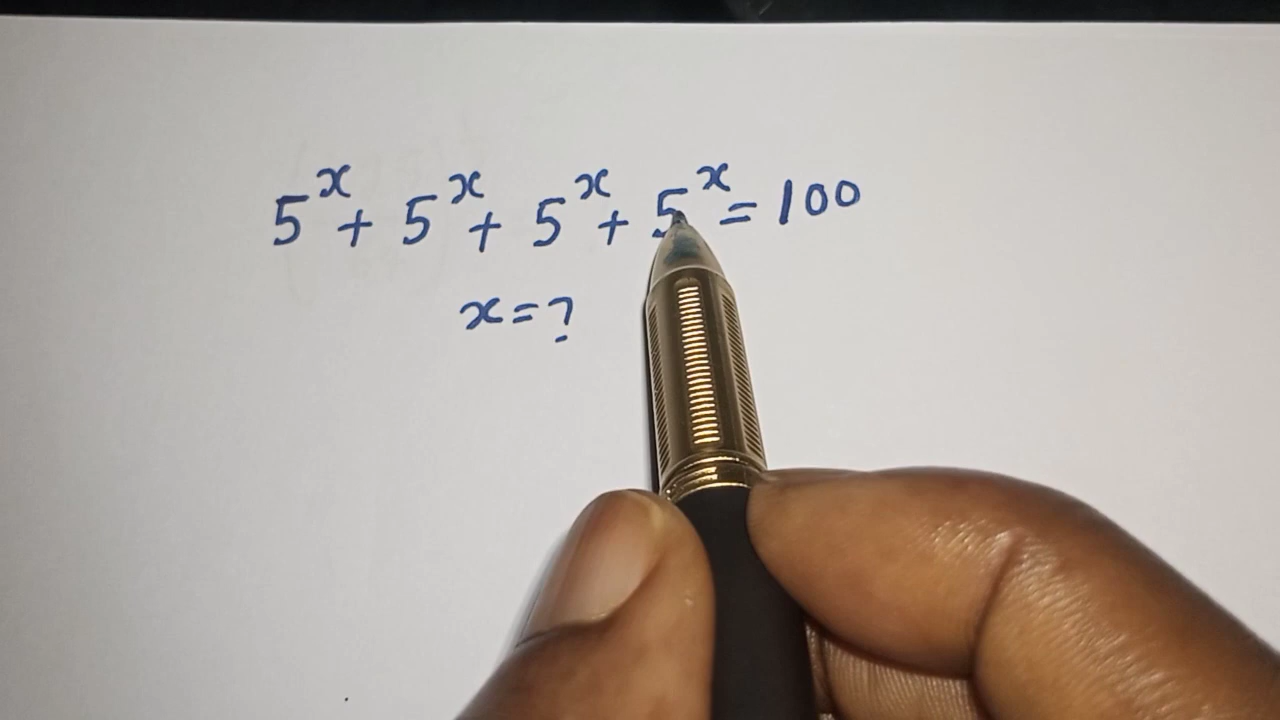 5^x + 5^x + 5^x + 5^x = 100
x = ?